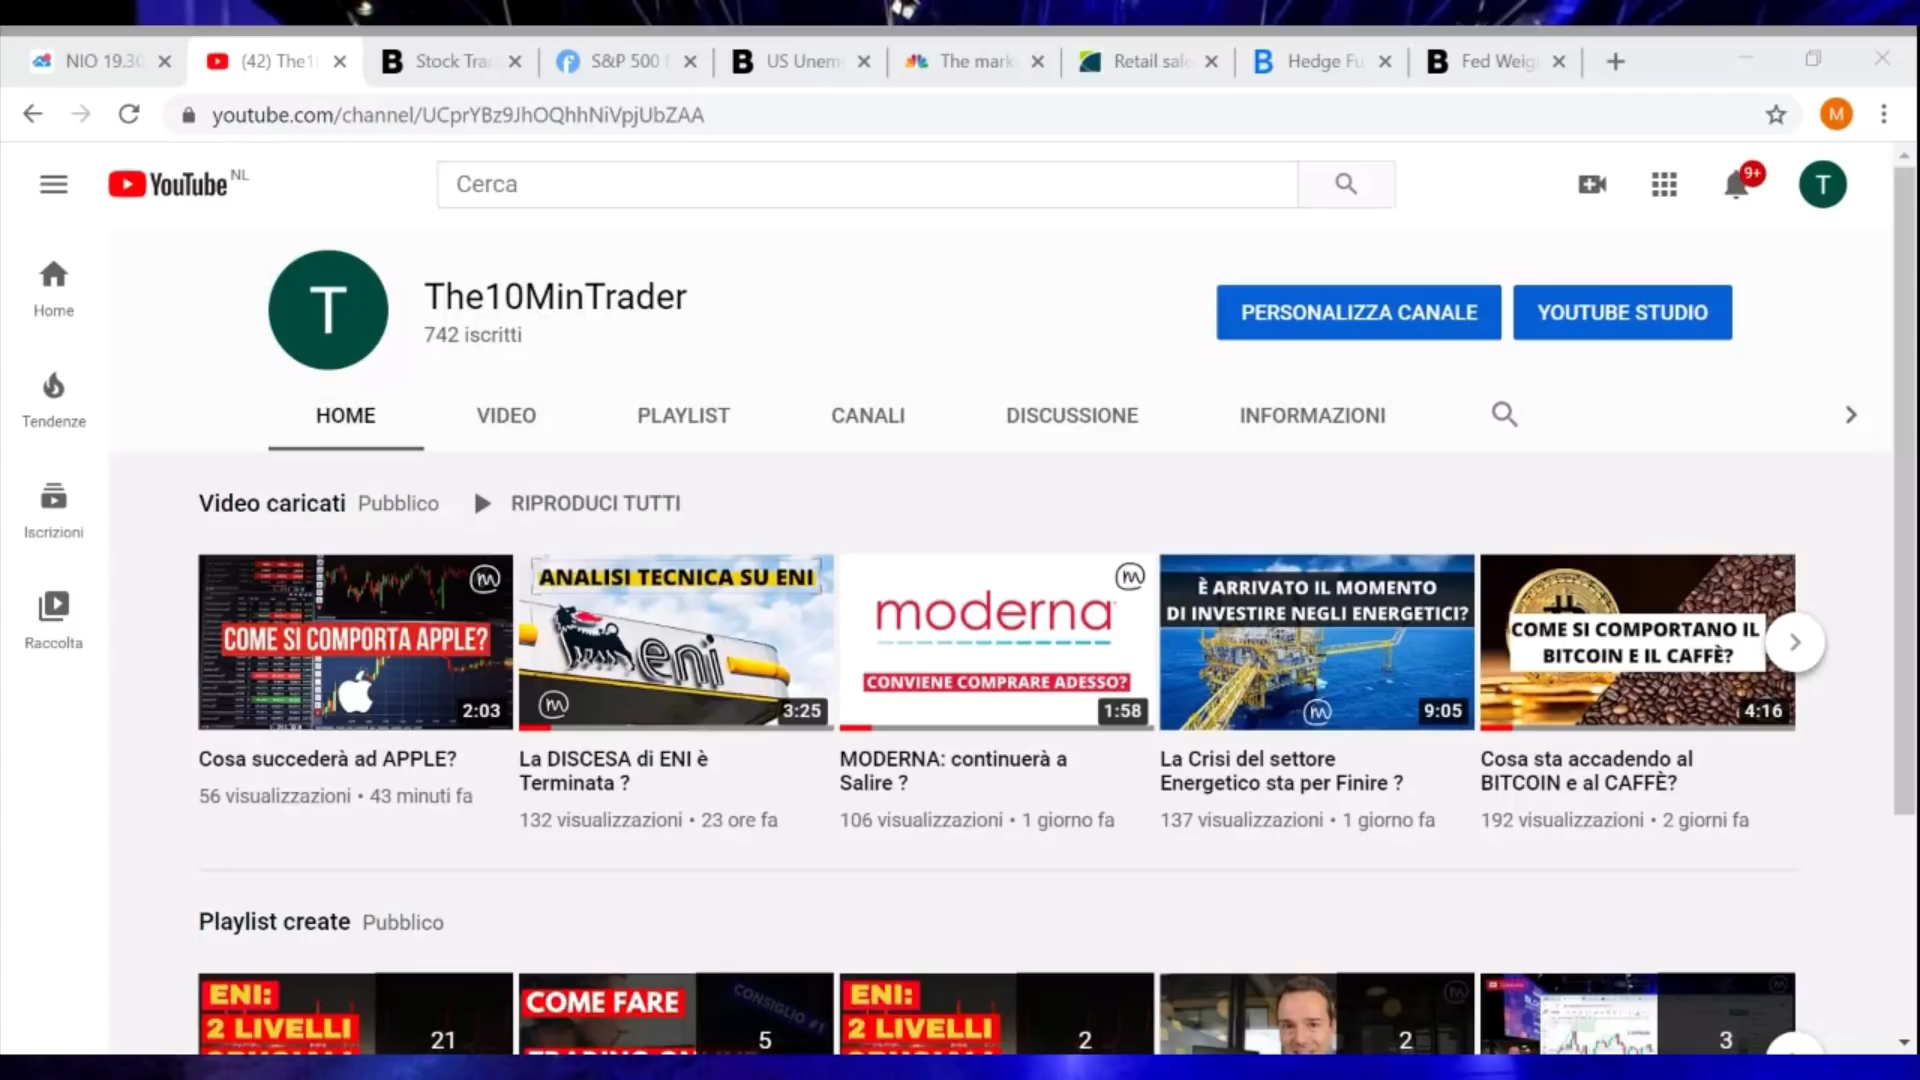 NIO 19.30
(42) The1
Stock Tra
S&P 500
US Unem
The mark
Retail sale
Hedge Fu
Fed Weig
youtube.com/channel/UCprYBz9JhOQhhNiVpjUbZAA
M
YouTube NL
Cerca
9+
T
Home
Tendenze
Iscrizioni
Raccolta
T
The10MinTrader
742 iscritti
PERSONALIZZA CANALE
YOUTUBE STUDIO
HOME
VIDEO
PLAYLIST
CANALI
DISCUSSIONE
INFORMAZIONI
Video caricati Pubblico RIPRODUCI TUTTI
m
COME SI COMPORTA APPLE?
2:03
ANALISI TECNICA SU ENI
eni
m
3:25
m
moderna
CONVIENE COMPRARE ADESSO?
1:58
È ARRIVATO IL MOMENTO
DI INVESTIRE NEGLI ENERGETICI?
m
9:05
COME SI COMPORTANO IL
BITCOIN E IL CAFFÈ?
4:16
Cosa succederà ad APPLE?
56 visualizzazioni • 43 minuti fa
La DISCESA di ENI è
Terminata ?
132 visualizzazioni • 23 ore fa
MODERNA: continuerà a
Salire ?
106 visualizzazioni • 1 giorno fa
La Crisi del settore
Energetico sta per Finire ?
137 visualizzazioni • 1 giorno fa
Cosa sta accadendo al
BITCOIN e al CAFFÈ?
192 visualizzazioni • 2 giorni fa
Playlist create Pubblico
ENI:
2 LIVELLI
CRUCIALI
21
COME FARE
TRADING ON
CONSIGLIO #1
5
ENI:
2 LIVELLI
CRUCIALI
2
2
3